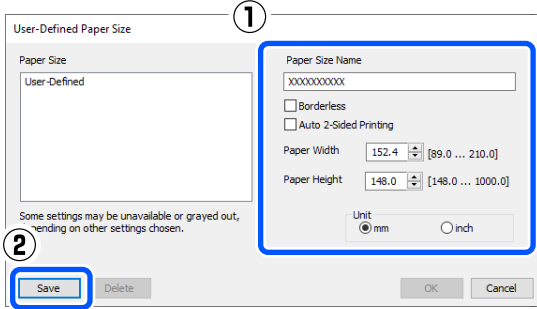 1
User-Defined Paper Size
Paper Size
User-Defined
Paper Size Name
XXXXXXXXXX
Borderless
Auto 2-Sided Printing
Paper Width 152.4 [89.0 ... 210.0]
Paper Height 148.0 [148.0 ... 1000.0]
Unit
mm inch
Some settings may be unavailable or grayed out,
depending on other settings chosen.
2
Save Delete OK Cancel